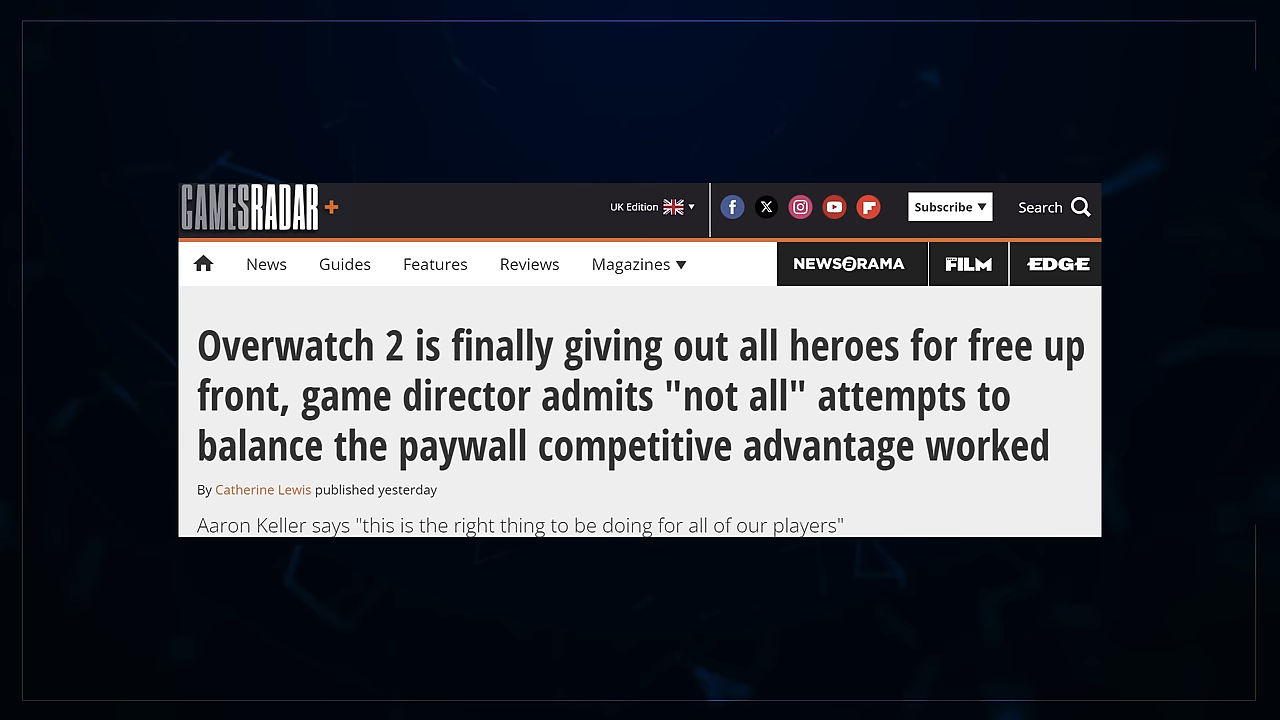 GAMESRADAR+
UK Edition
Subscribe
Search
News
Guides
Features
Reviews
Magazines
NEWSARAMA
FILM
EDGE
Overwatch 2 is finally giving out all heroes for free up
front, game director admits "not all" attempts to
balance the paywall competitive advantage worked
By Catherine Lewis published yesterday
Aaron Keller says "this is the right thing to be doing for all of our players"